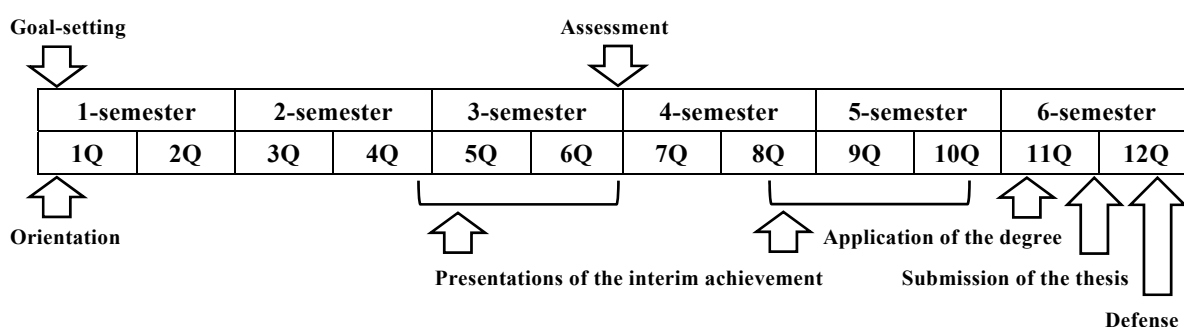 Goal-setting Assessment
1-semester 2-semester 3-semester 4-semester 5-semester 6-semester
1Q 2Q 3Q 4Q 5Q 6Q 7Q 8Q 9Q 10Q 11Q 12Q
Orientation Application of the degree
Presentations of the interim achievement Submission of the thesis
Defense